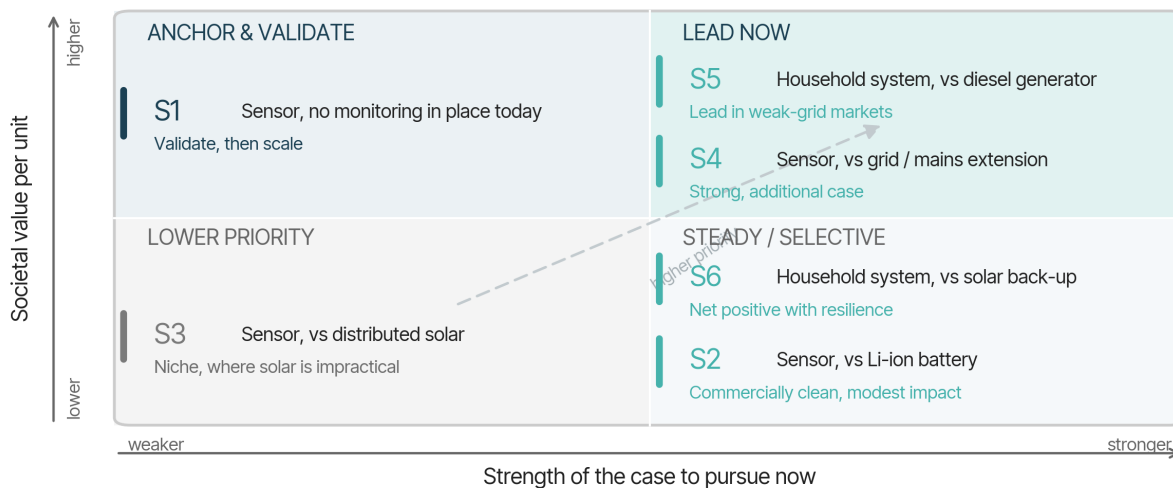 higher
Societal value per unit
lower
ANCHOR & VALIDATE
S1 Sensor, no monitoring in place today
Validate, then scale
LEAD NOW
S5 Household system, vs diesel generator
Lead in weak-grid markets
S4 Sensor, vs grid / mains extension
Strong, additional case
LOWER PRIORITY
S3 Sensor, vs distributed solar
Niche, where solar is impractical
STEADY / SELECTIVE
higher priority
S6 Household system, vs solar back-up
Net positive with resilience
S2 Sensor, vs Li-ion battery
Commercially clean, modest impact
weaker
stronger
Strength of the case to pursue now